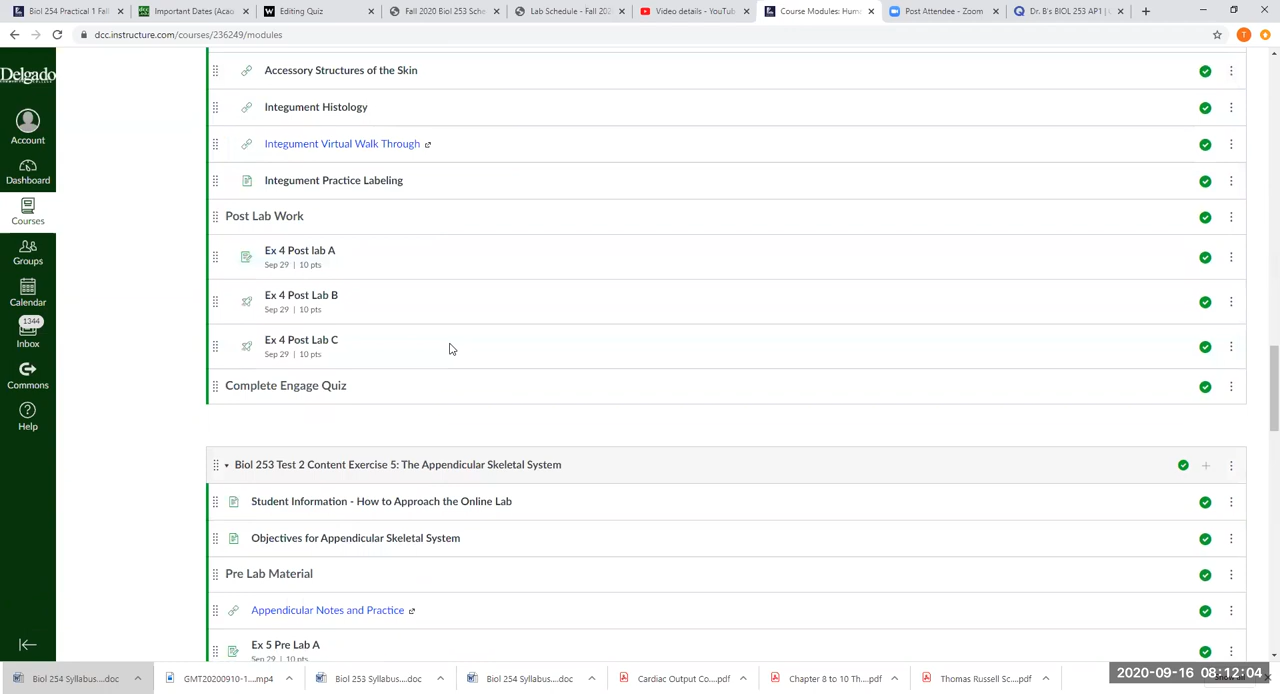 Biol 254 Practical 1 Fall
Important Dates (Acad
W Editing Quiz
Fall 2020 Biol 253 Sche
Lab Schedule - Fall 202
Video details - YouTub
Course Modules: Hum
Post Attendee - Zoom
Dr. B's BIOL 253 AP1 |
dcc.instructure.com/courses/236249/modules
T
Delgado
Account
Dashboard
Courses
Groups
Calendar
1344
Inbox
Commons
Help
Accessory Structures of the Skin
Integument Histology
Integument Virtual Walk Through
Integument Practice Labeling
Post Lab Work
Ex 4 Post lab A
Sep 29 | 10 pts
Ex 4 Post Lab B
Sep 29 | 10 pts
Ex 4 Post Lab C
Sep 29 | 10 pts
Complete Engage Quiz
Biol 253 Test 2 Content Exercise 5: The Appendicular Skeletal System
Student Information - How to Approach the Online Lab
Objectives for Appendicular Skeletal System
Pre Lab Material
Appendicular Notes and Practice
Ex 5 Pre Lab A
Sep 29 | 10 pts
Biol 254 Syllabus....doc
GMT20200910-1....mp4
Biol 253 Syllabus...doc
Biol 254 Syllabus...doc
Cardiac Output Co....pdf
Chapter 8 to 10 Th....pdf
Thomas Russell Sc....pdf
2020-09-16 08:12:04